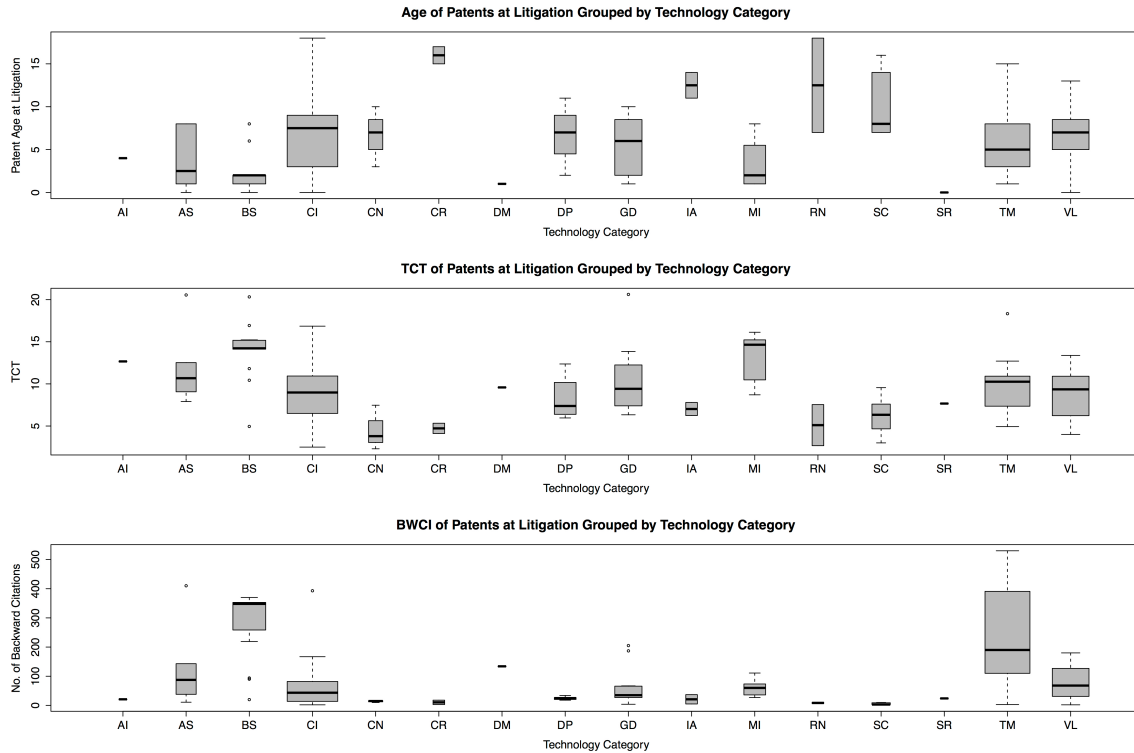 Age of Patents at Litigation Grouped by Technology Category
Patent Age at Litigation
15
10
5
0
AI AS BS CI CN CR DM DP GD IA MI RN SC SR TM VL
Technology Category
TCT of Patents at Litigation Grouped by Technology Category
TCT
20
15
10
5
AI AS BS CI CN CR DM DP GD IA MI RN SC SR TM VL
Technology Category
BWCI of Patents at Litigation Grouped by Technology Category
No. of Backward Citations
500
400
300
200
100
0
AI AS BS CI CN CR DM DP GD IA MI RN SC SR TM VL
Technology Category